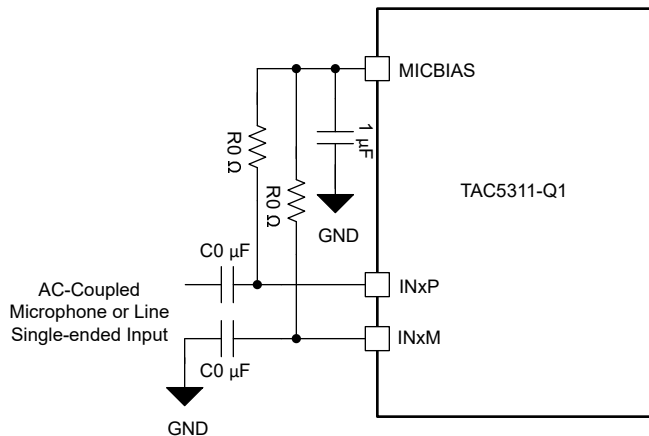 MICBIAS
R0 Ω
1 µF
R0 Ω
TAC5311-Q1
GND
C0 µF
AC-Coupled
Microphone or Line
Single-ended Input
INxP
INxM
C0 µF
GND